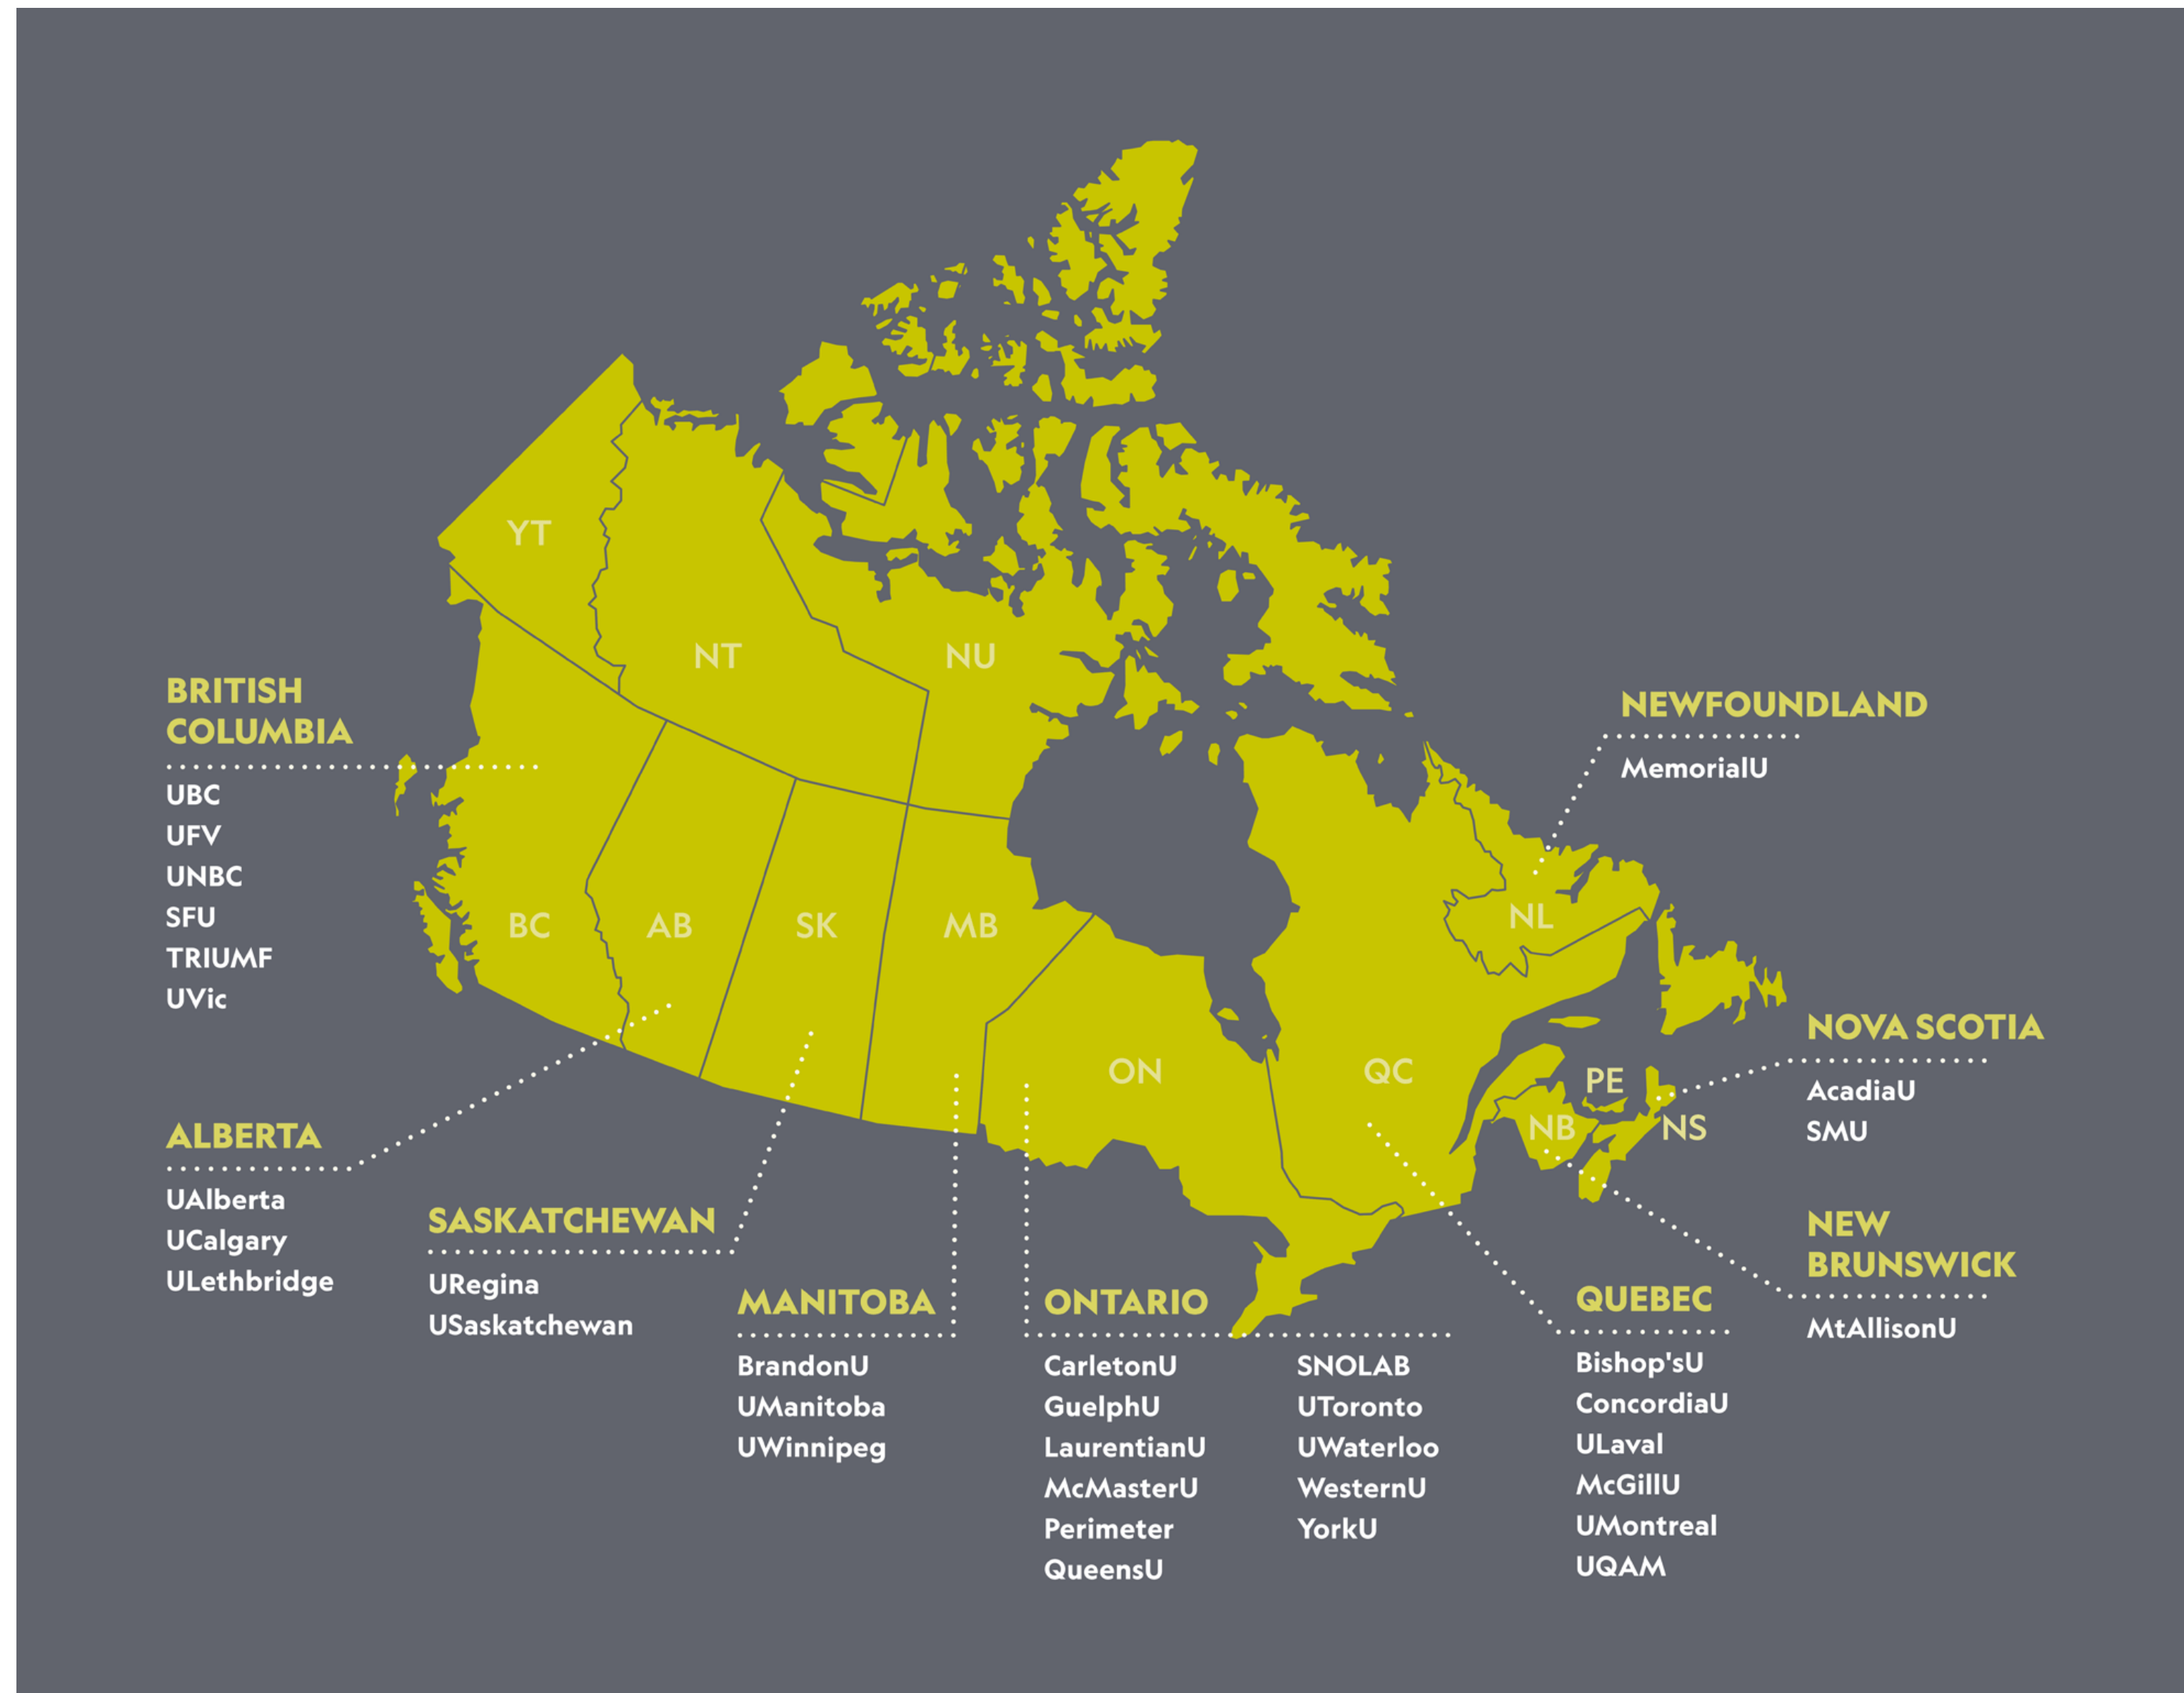 YT
NT
NU
BC
AB
SK
MB
ON
QC
NL
PE
NB
NS
BRITISH
COLUMBIA
UBC
UFV
UNBC
SFU
TRIUMF
UVic
ALBERTA
UAlberta
UCalgary
ULethbridge
SASKATCHEWAN
URegina
USaskatchewan
MANITOBA
BrandonU
UManitoba
UWinnipeg
ONTARIO
CarletonU
GuelphU
LaurentianU
McMasterU
Perimeter
QueensU
SNOLAB
UToronto
UWaterloo
WesternU
YorkU
QUEBEC
Bishop'sU
ConcordiaU
ULaval
McGillU
UMontreal
UQAM
NEW
BRUNSWICK
MtAllisonU
NOVA SCOTIA
AcadiaU
SMU
NEWFOUNDLAND
MemorialU